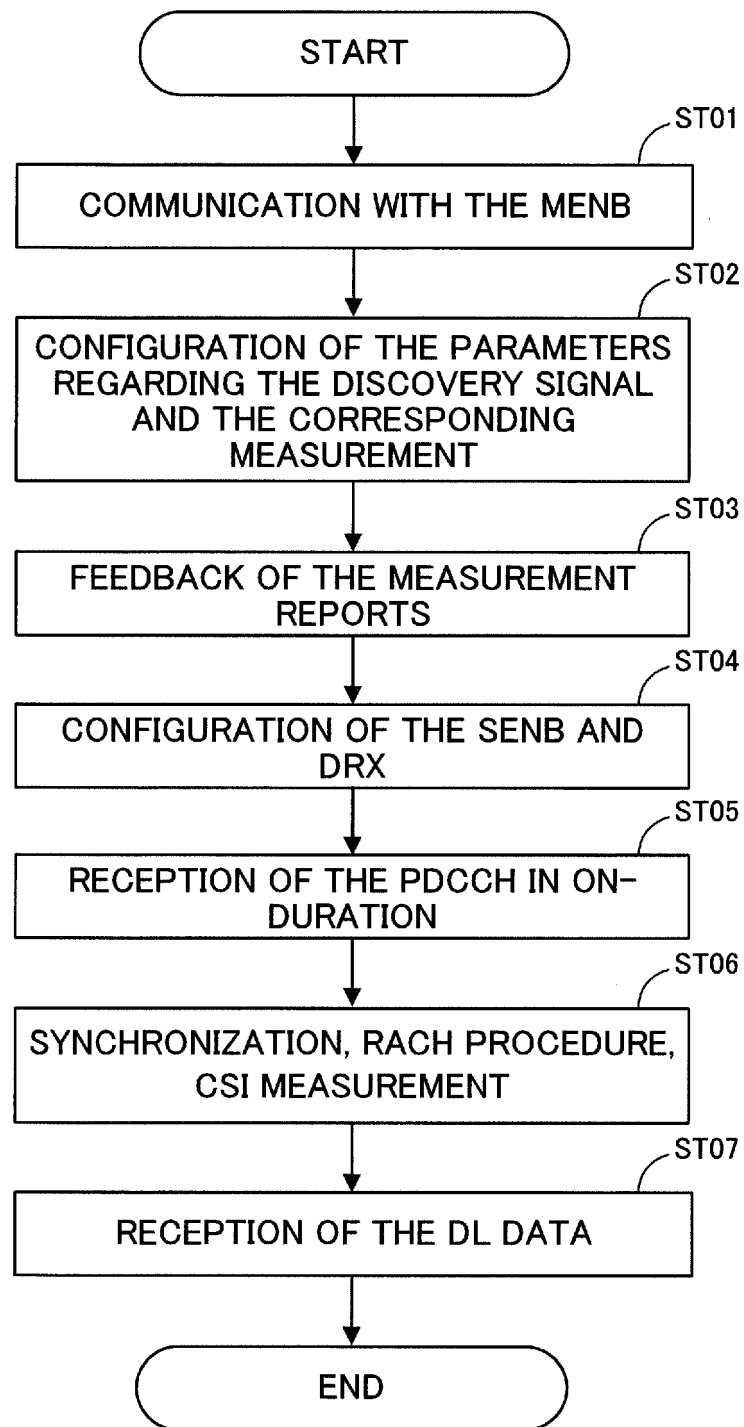 START
ST01
COMMUNICATION WITH THE MENB
ST02
CONFIGURATION OF THE PARAMETERS
REGARDING THE DISCOVERY SIGNAL
AND THE CORRESPONDING
MEASUREMENT
ST03
FEEDBACK OF THE MEASUREMENT
REPORTS
ST04
CONFIGURATION OF THE SENB AND
DRX
ST05
RECEPTION OF THE PDCCH IN ON-
DURATION
ST06
SYNCHRONIZATION, RACH PROCEDURE,
CSI MEASUREMENT
ST07
RECEPTION OF THE DL DATA
END